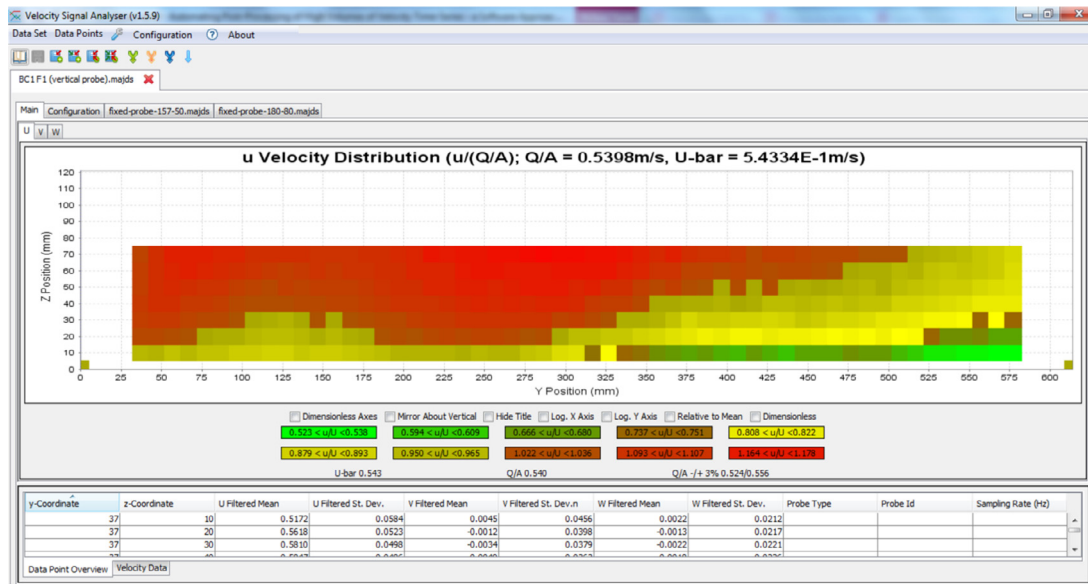 Velocity Signal Analyser (v1.5.9)
Data Set Data Points Configuration ? About
BC1F1 (vertical probe).majds
Main Configuration fixed-probe-157-50.majds fixed-probe-180-80.majds
U V W
u Velocity Distribution (u/(Q/A); Q/A = 0.5398m/s, U-bar = 5.4334E-1m/s)
Z Position (mm)
120
110
100
90
80
70
60
50
40
30
20
10
0
0 25 50 75 100 125 150 175 200 225 250 275 300 325 350 375 400 425 450 475 500 525 550 575 600
Y Position (mm)
Dimensionless Axes Mirror About Vertical Hide Title Log. X Axis Log. Y Axis Relative to Mean Dimensionless
0.523 < u/U <0.538 0.594 < u/U <0.609 0.666 < u/U <0.680 0.737 < u/U <0.751 0.808 < u/U <0.822
0.879 < u/U <0.893 0.950 < u/U <0.965 1.022 < u/U <1.036 1.093 < u/U <1.107 1.164 < u/U <1.178
U-bar 0.543 Q/A 0.540 Q/A -/+ 3% 0.524/0.556
y-Coordinate z-Coordinate U Filtered Mean U Filtered St. Dev. V Filtered Mean V Filtered St. Dev.n W Filtered Mean W Filtered St. Dev. Probe Type Probe Id Sampling Rate (Hz)
37 10 0.5172 0.0584 0.0045 0.0456 0.0022 0.0212
37 20 0.5618 0.0523 -0.0012 0.0398 -0.0013 0.0217
37 30 0.5810 0.0498 -0.0034 0.0379 -0.0022 0.0221
Data Point Overview Velocity Data